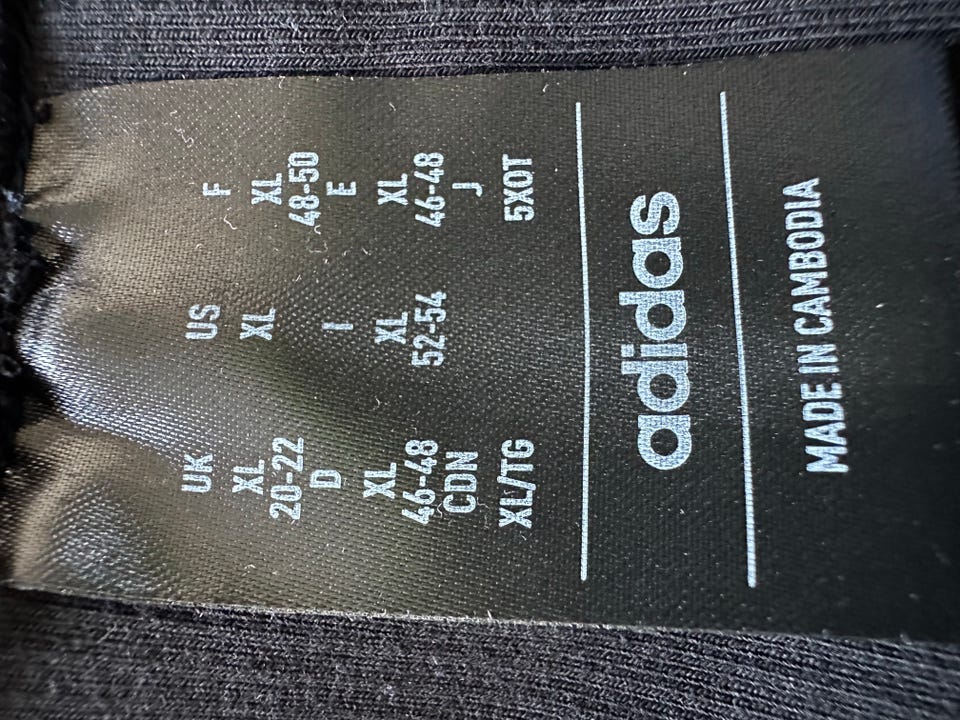 UK US F
XL XL XL
20-22 48-50
D I E
XL XL XL
46-48 52-54 46-48
CDN J
XL/TG 5XOT
adidas
MADE IN CAMBODIA